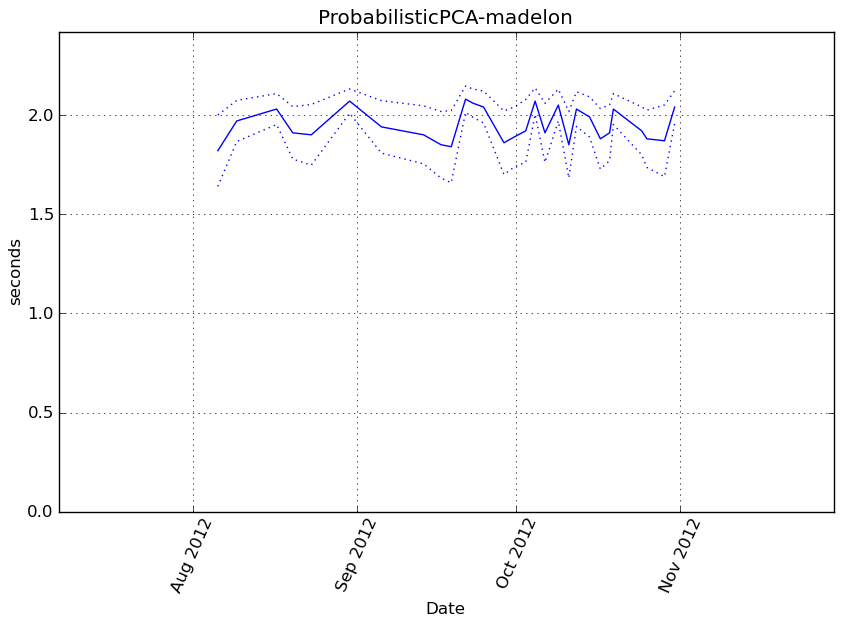 ProbabilisticPCA-madelon
2.0
1.5
1.0
0.5
0.0
seconds
Aug 2012
Sep 2012
Oct 2012
Nov 2012
Date